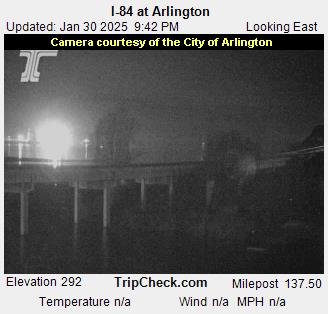 I-84 at Arlington
Updated: Jan 30 2025 9:42 PM Looking East
Camera courtesy of the City of Arlington
Elevation 292 TripCheck.com Milepost 137.50
Temperature n/a Wind n/a MPH n/a